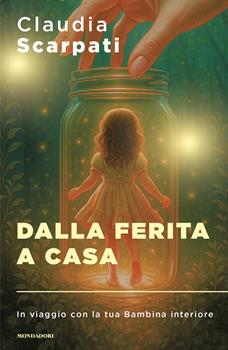 Claudia
Scarpati
DALLA FERITA
A CASA
In viaggio con la tua Bambina interiore
MONDADORI